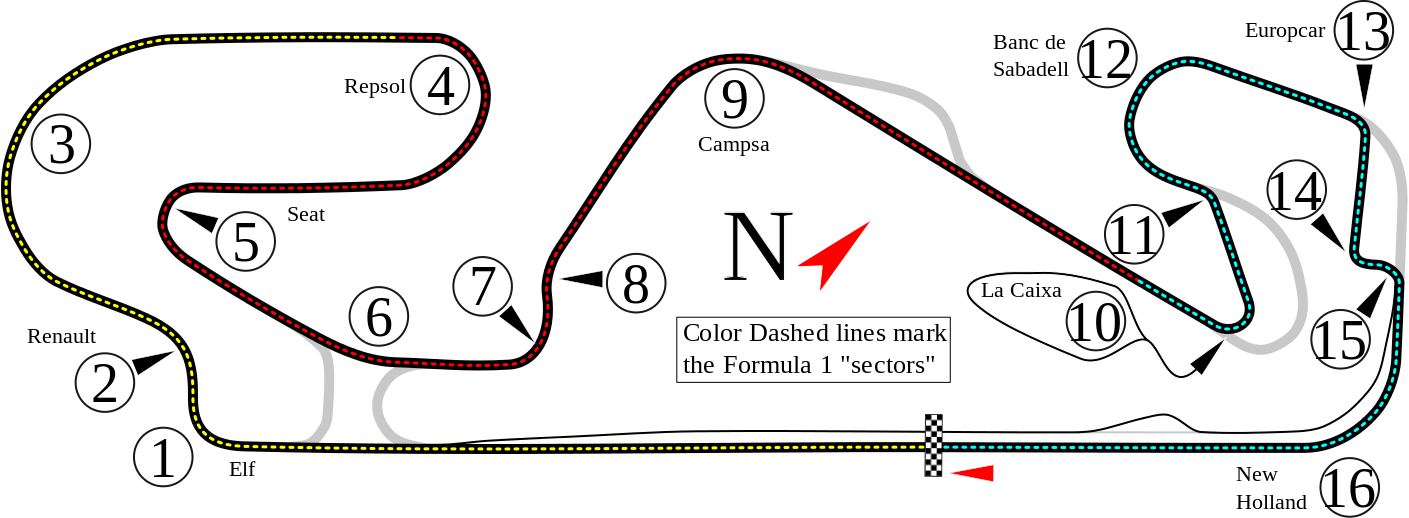 Europcar
13
Banc de
Sabadell
12
Repsol
4
9
Campsa
3
14
Seat
5
11
N
7
8
La Caixa
10
6
15
Renault
2
Color Dashed lines mark
the Formula 1 "sectors"
1
Elf
New
Holland
16